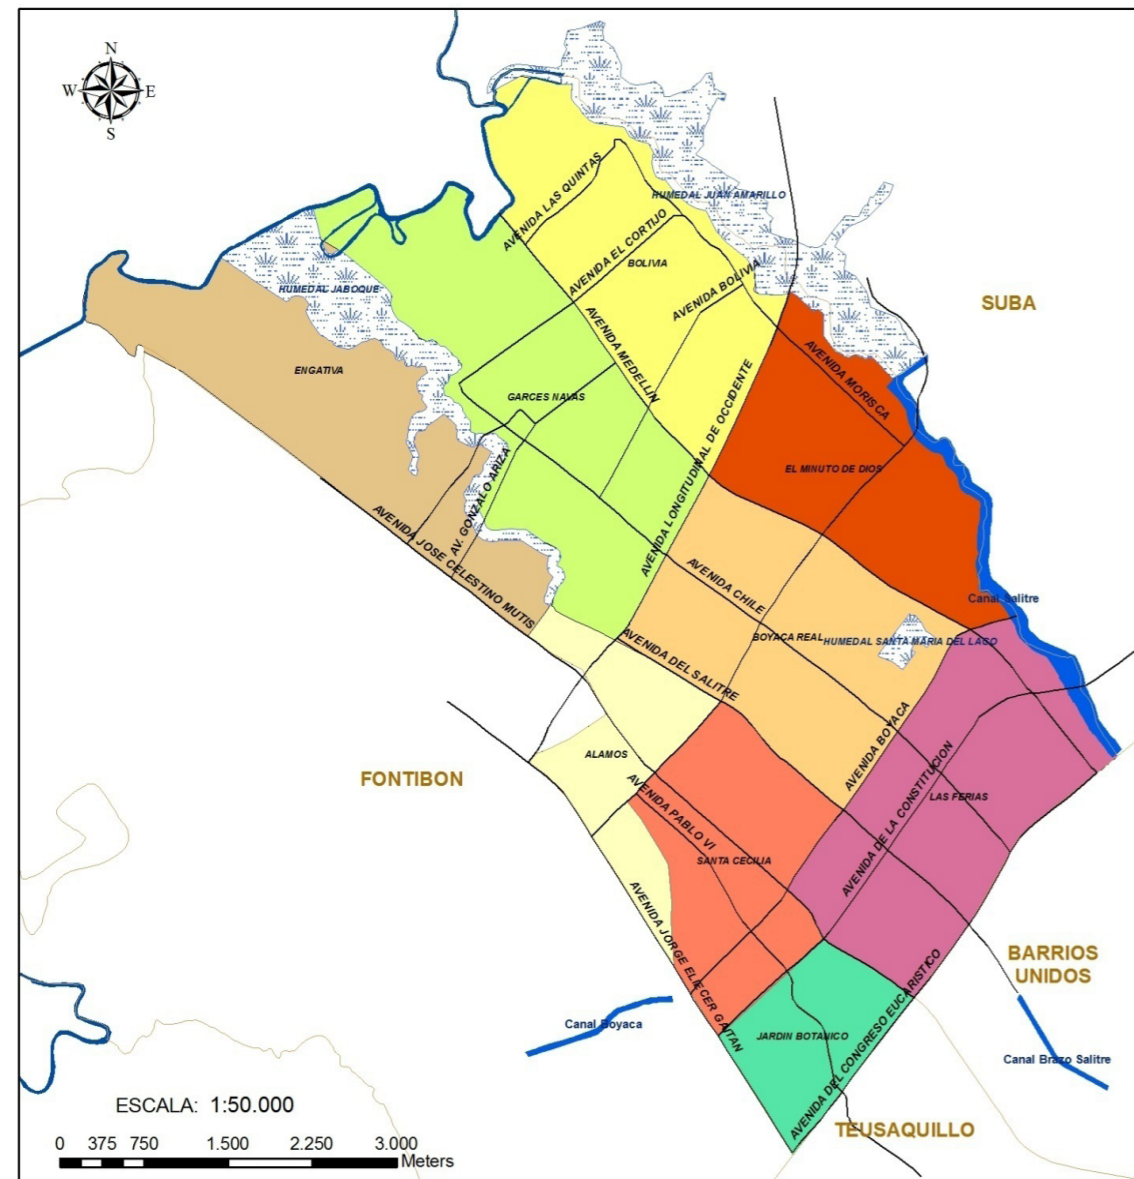 N
W E
S
AVENIDA LAS QUINTAS
HUMEDAL JUAN AMARILLO
AVENIDA EL CORTIJO
BOLIVIA
AVENIDA BOLIVIA
HUMEDAL JABOQUE
SUBA
AVENIDA MEDELLIN
AVENIDA MORISCA
ENGATIVA
GARCES NAVAS
AVENIDA LONGITUDINAL DE OCCIDENTE
EL MINUTO DE DIOS
AV. GONZALO ARIZA
AVENIDA JOSE CELESTINO MUTIS
AVENIDA CHILE
Canal Salitre
BOYACA REAL
HUMEDAL SANTA MARIA DEL LAGO
AVENIDA DEL SALITRE
AVENIDA BOYACA
ALAMOS
FONTIBON
AVENIDA PABLO VI
AVENIDA DE LA CONSTITUCION
LAS FERIAS
SANTA CECILIA
AVENIDA JORGE ELIECER GAITAN
BARRIOS
UNIDOS
AVENIDA DEL CONGRESO EUCARISTICO
Canal Boyaca
JARDIN BOTANICO
Canal Brazo Salitre
TEUSAQUILLO
ESCALA: 1:50.000
0 375 750 1.500 2.250 3.000
Meters